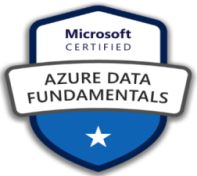 Microsoft
CERTIFIED
AZURE DATA
FUNDAMENTALS